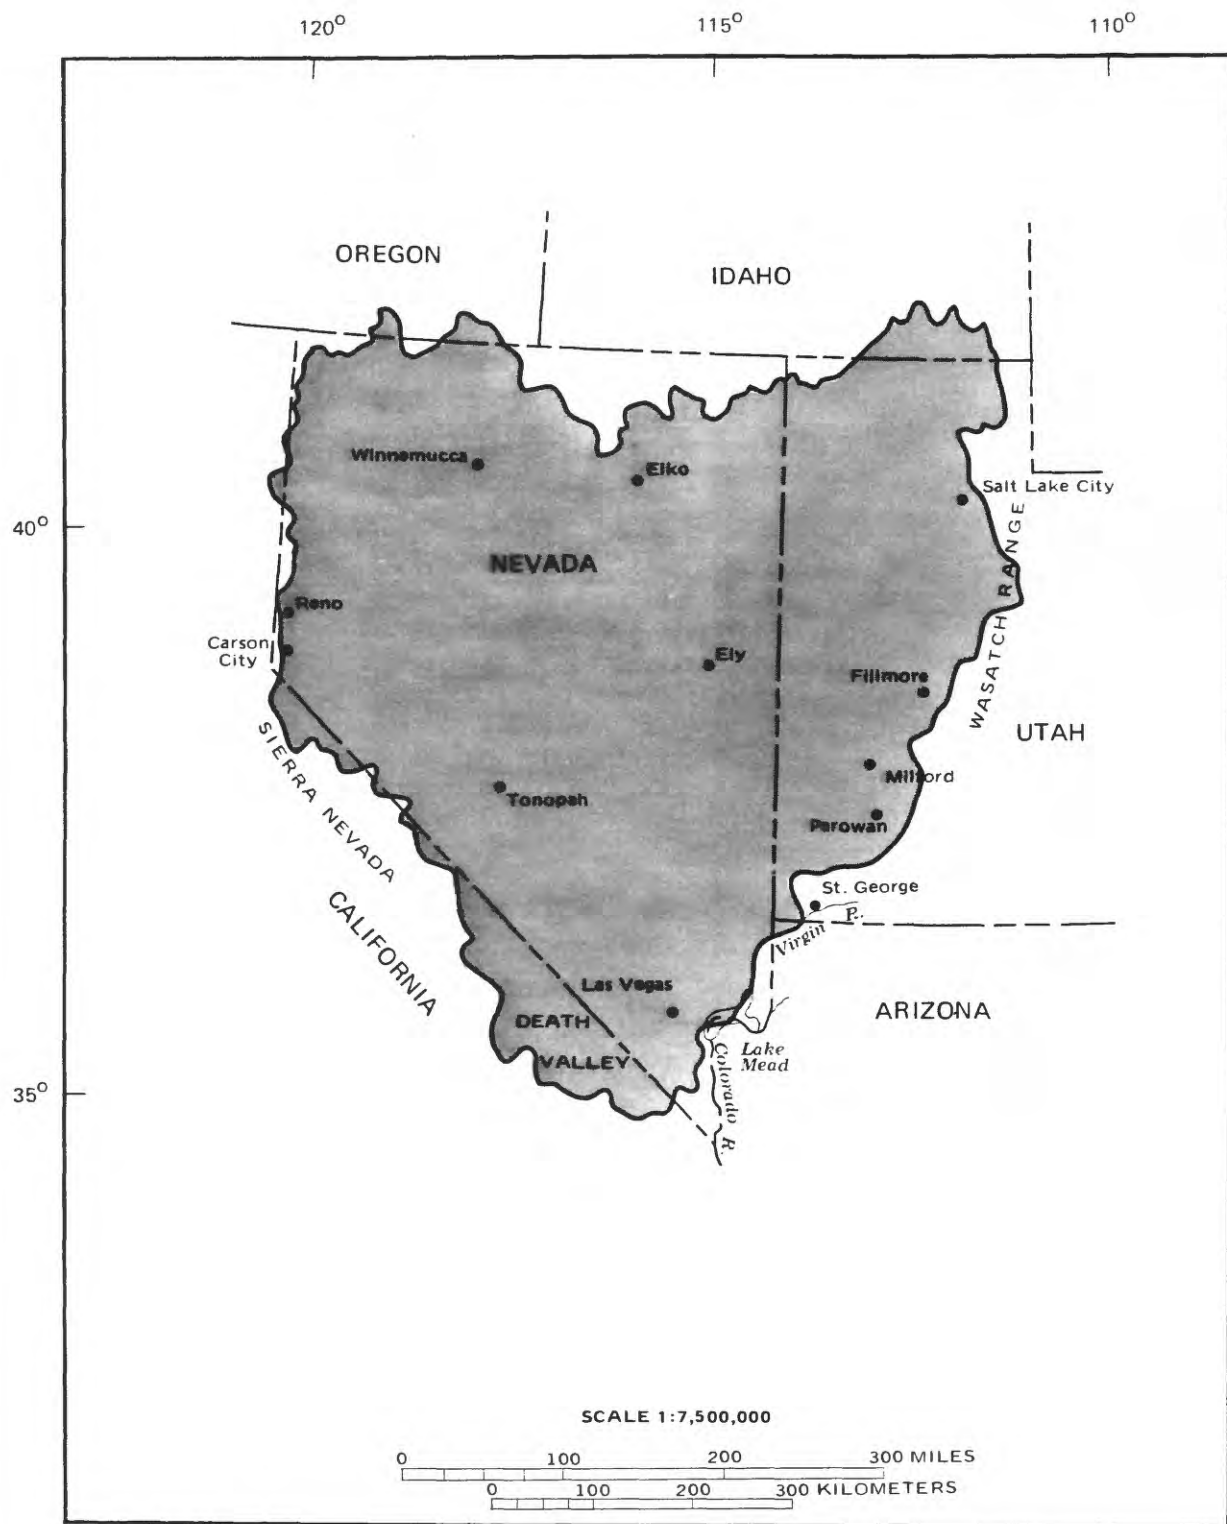 120°
115°
110°
OREGON
IDAHO
Winnemucca
Elko
Salt Lake City
40°
NEVADA
WASATCH RANGE
Reno
Carson
City
Ely
Fillmore
UTAH
SIERRA NEVADA
Milford
Tonopah
Parowan
St. George
Virgin R.
CALIFORNIA
Las Vegas
ARIZONA
DEATH
VALLEY
Lake
Mead
Colorado R.
35°
SCALE 1:7,500,000
0 100 200 300 MILES
0 100 200 300 KILOMETERS